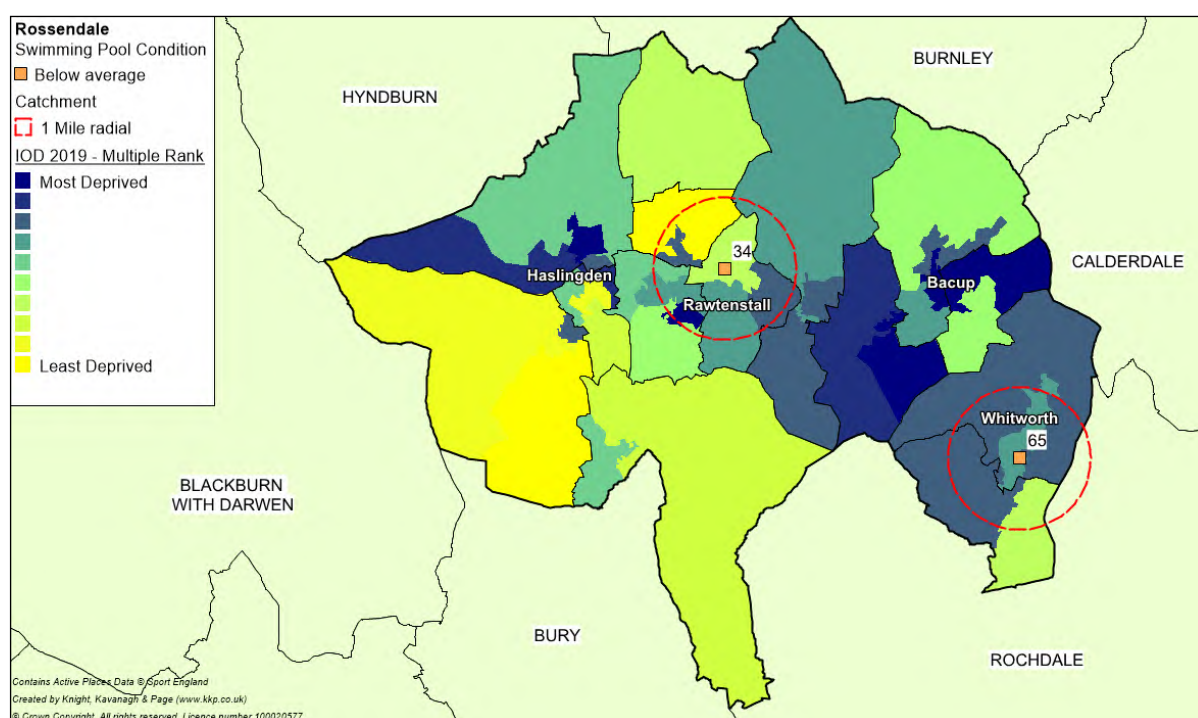 Rossendale
Swimming Pool Condition
Below average
Catchment
1 Mile radial
IOD 2019 - Multiple Rank
Most Deprived
Least Deprived
BURNLEY
HYNDBURN
CALDERDALE
34
Haslingden
Bacup
Rawtenstall
Whitworth
65
BLACKBURN
WITH DARWEN
BURY
ROCHDALE
Contains Active Places Data © Sport England
Created by Knight, Kavanagh & Page (www.kkp.co.uk)
© Crown Copyright. All rights reserved. Licence number 100020577